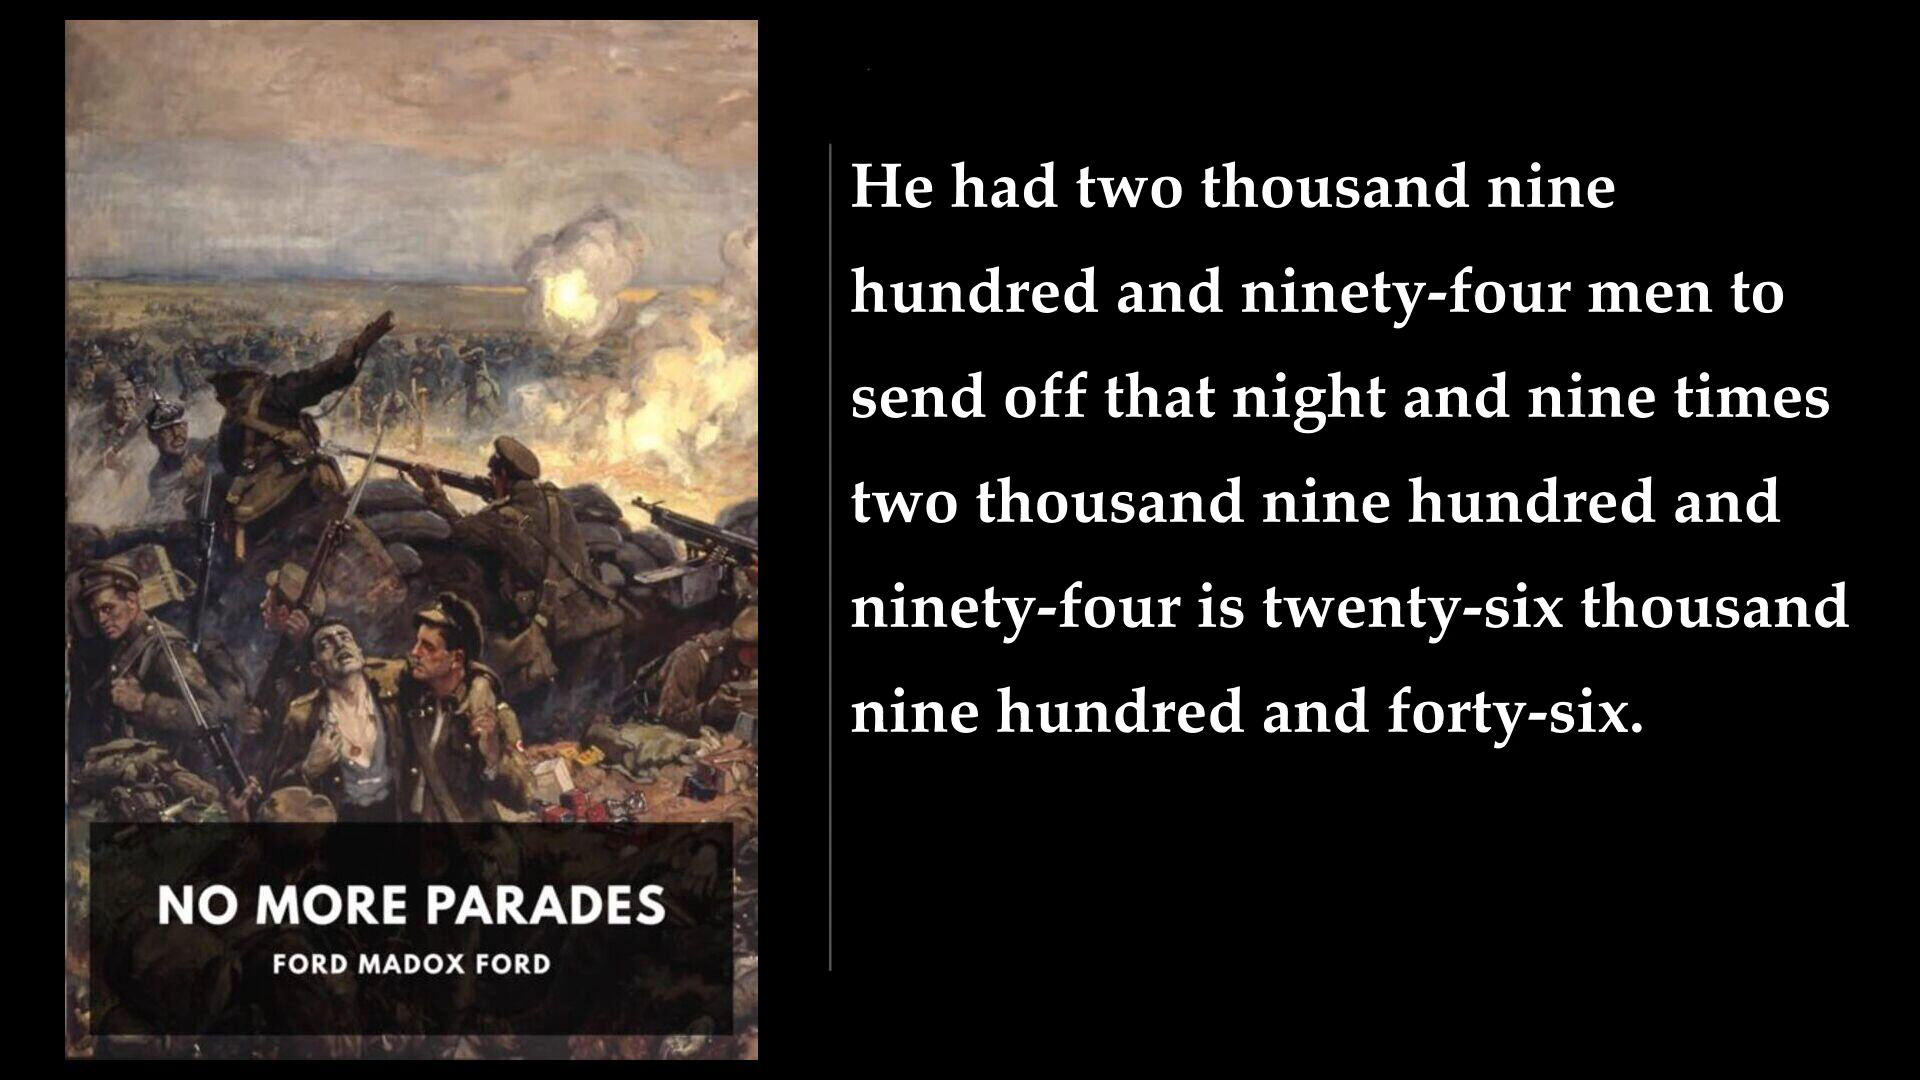 NO MORE PARADES
FORD MADOX FORD
He had two thousand nine
hundred and ninety-four men to
send off that night and nine times
two thousand nine hundred and
ninety-four is twenty-six thousand
nine hundred and forty-six.